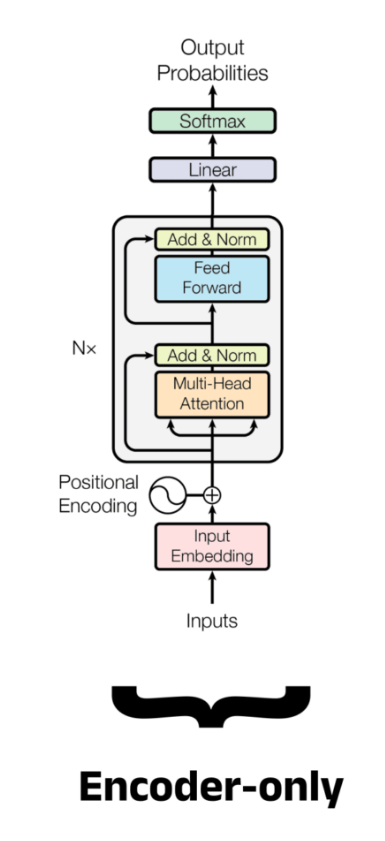 Output
Probabilities
Softmax
Linear
Add & Norm
Feed
Forward
Nx
Add & Norm
Multi-Head
Attention
Positional
Encoding
Input
Embedding
Inputs
Encoder-only